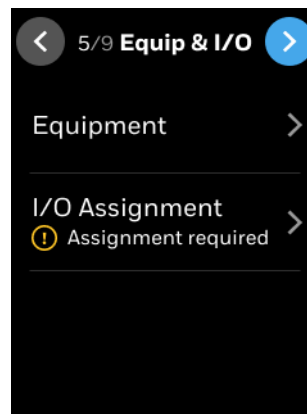 5/9 Equip & I/O
Equipment
I/O Assignment
Assignment required